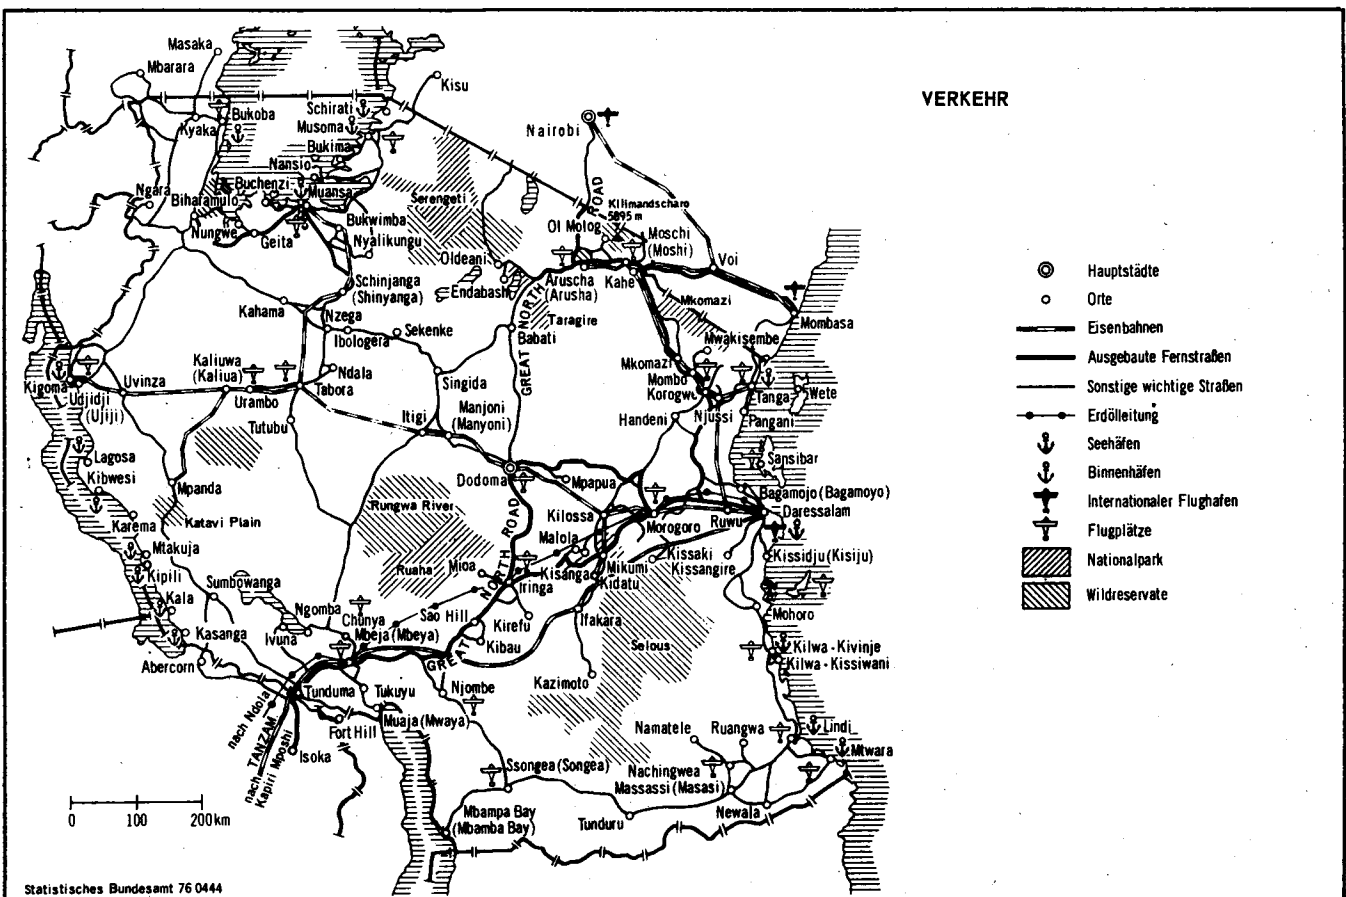 VERKEHR
Masaka
Mbarara
Kisu
Bukoba
Schirati
Kyaka
Musoma
Nairobi
Bukima
Nansio
Ngara
Buchenzi
Muansa
Biharamulo
Serengeti
ROAD
Kilimandscharo
5895 m
Nungwe
Geita
Bukwimba
Nyalikungu
Ol Molog
Moschi
(Moshi)
Oldeani
Voi
Schinjanga
(Shinyanga)
Endabash
Aruscha
(Arusha)
Kahe
Kahama
Nzega
NORTH
Mkomazi
Ibologera
Sekenke
Taragire
Mombasa
Babati
Mwakisembe
Kaliuwa
(Kaliua)
Ndala
GREAT
Mkomazi
Kigoma
Uvinza
Singida
Mombo
Udjidji
(Ujiji)
Urambo
Tabora
Korogwe
Tanga
Wete
Itigi
Manjoni
(Manyoni)
Handeni
Njussi
Pangani
Tutubu
Lagosa
Sansibar
Kibwesi
Mpanda
Dodoma
Mpapua
Bagamojo (Bagamoyo)
Karema
Katavi Plain
Rungwa River
Kilossa
Morogoro
Ruwu
Daressalam
ROAD
Malola
Mtakuja
Kissaki
Kissangire
Kissidju (Kisiju)
Kipili
Sumbowanga
Ruaha
Mioa
NORTH
Kisanga
Mikumi
Kidatu
Iringa
Kala
Ngomba
Chunya
Sao Hill
Mohoro
Kasanga
Ivuna
Mbeja (Mbeya)
Kirefu
Ifakara
Kibau
Selous
Kilwa - Kivinje
Abercorn
GREAT
Kilwa - Kissiwani
Kazimoto
Tunduma
Tukuyu
Njombe
nach Ndola
Muaja (Mwaya)
Fort Hill
Namatele
Ruangwa
Lindi
TANZAM
Isoka
Mtwara
nach
Kapiri Mposhi
Ssongea (Songea)
Nachingwea
Massassi (Masasi)
Mbampa Bay
(Mbamba Bay)
Tunduru
Newala
0 100 200 km
Hauptstädte
Orte
Eisenbahnen
Ausgebaute Fernstraßen
Sonstige wichtige Straßen
Erdölleitung
Seehäfen
Binnenhäfen
Internationaler Flughafen
Flugplätze
Nationalpark
Wildreservate
Statistisches Bundesamt 76 0444